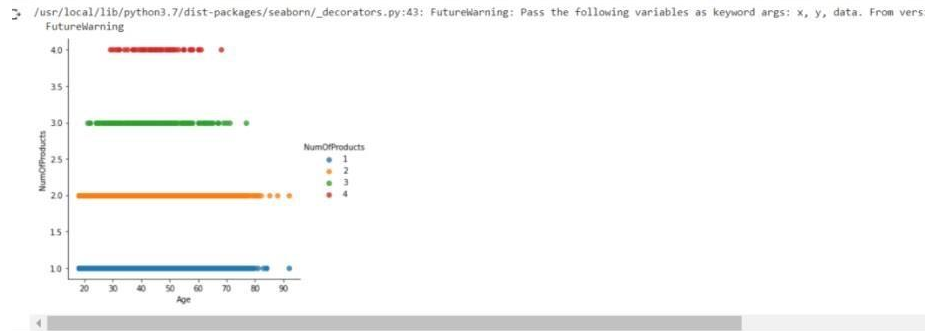 /usr/local/lib/python3.7/dist-packages/seaborn/_decorators.py:43: FutureWarning: Pass the following variables as keyword args: x, y, data. From vers
FutureWarning
4.0
3.5
3.0
2.5
2.0
1.5
1.0
NumOfProducts
20 30 40 50 60 70 80 90
Age
NumOfProducts
1
2
3
4